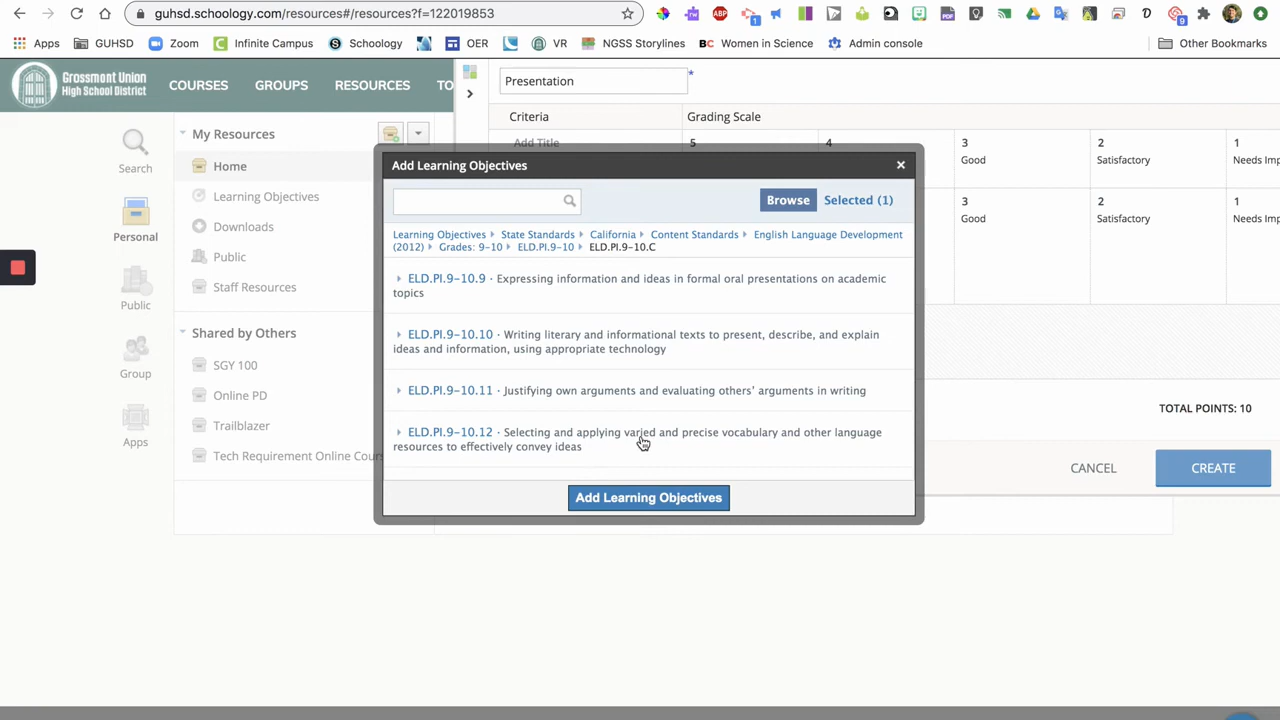 guhsd.schoology.com/resources#/resources?f=122019853
ABP
1
PDF
9
Apps
GUHSD
Zoom
Infinite Campus
Schoology
OER
VR
NGSS Storylines
BC Women in Science
Admin console
Other Bookmarks
Grossmont Union
High School District
COURSES
GROUPS
RESOURCES
TO
Presentation
*
Criteria
Grading Scale
Search
Personal
Public
Group
Apps
My Resources
Home
Learning Objectives
Downloads
Public
Staff Resources
Shared by Others
SGY 100
Online PD
Trailblazer
Tech Requirement Online Cour
Add Title
5
4
3
Good
2
Satisfactory
1
Needs Imp
3
Good
2
Satisfactory
1
Needs Imp
Add Learning Objectives
Browse
Selected (1)
Learning Objectives State Standards California Content Standards English Language Development
(2012) Grades: 9-10 ELD.PI.9-10 ELD.PI.9-10.C
ELD.PI.9-10.9 · Expressing information and ideas in formal oral presentations on academic
topics
ELD.PI.9-10.10 · Writing literary and informational texts to present, describe, and explain
ideas and information, using appropriate technology
ELD.PI.9-10.11 · Justifying own arguments and evaluating others' arguments in writing
ELD.PI.9-10.12 · Selecting and applying varied and precise vocabulary and other language
resources to effectively convey ideas
Add Learning Objectives
TOTAL POINTS: 10
CANCEL
CREATE